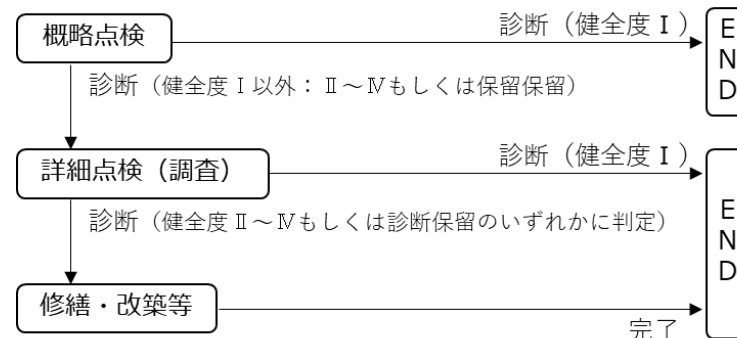 診断（健全度Ⅰ）
概略点検
END
診断（健全度Ⅰ以外：Ⅱ～Ⅳもしくは保留保留）
診断（健全度Ⅰ）
詳細点検（調査）
END
診断（健全度Ⅱ～Ⅳもしくは診断保留のいずれかに判定）
修繕・改築等
完了